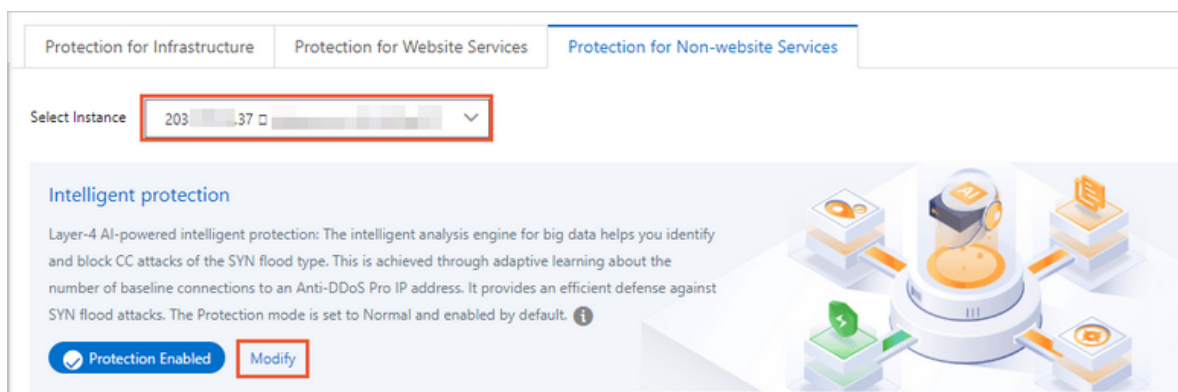 Protection for Infrastructure
Protection for Website Services
Protection for Non-website Services
Select Instance
203 .37
Intelligent protection
Layer-4 AI-powered intelligent protection: The intelligent analysis engine for big data helps you identify
and block CC attacks of the SYN flood type. This is achieved through adaptive learning about the
number of baseline connections to an Anti-DDoS Pro IP address. It provides an efficient defense against
SYN flood attacks. The Protection mode is set to Normal and enabled by default.
Protection Enabled
Modify
AI